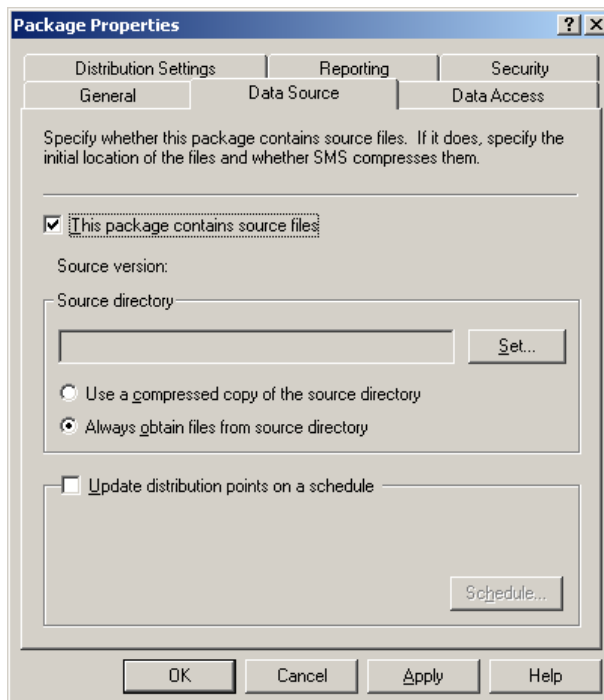 Package Properties
Distribution Settings Reporting Security
General Data Source Data Access
Specify whether this package contains source files. If it does, specify the
initial location of the files and whether SMS compresses them.
This package contains source files
Source version:
Source directory
Set...
Use a compressed copy of the source directory
Always obtain files from source directory
Update distribution points on a schedule
Schedule...
OK Cancel Apply Help